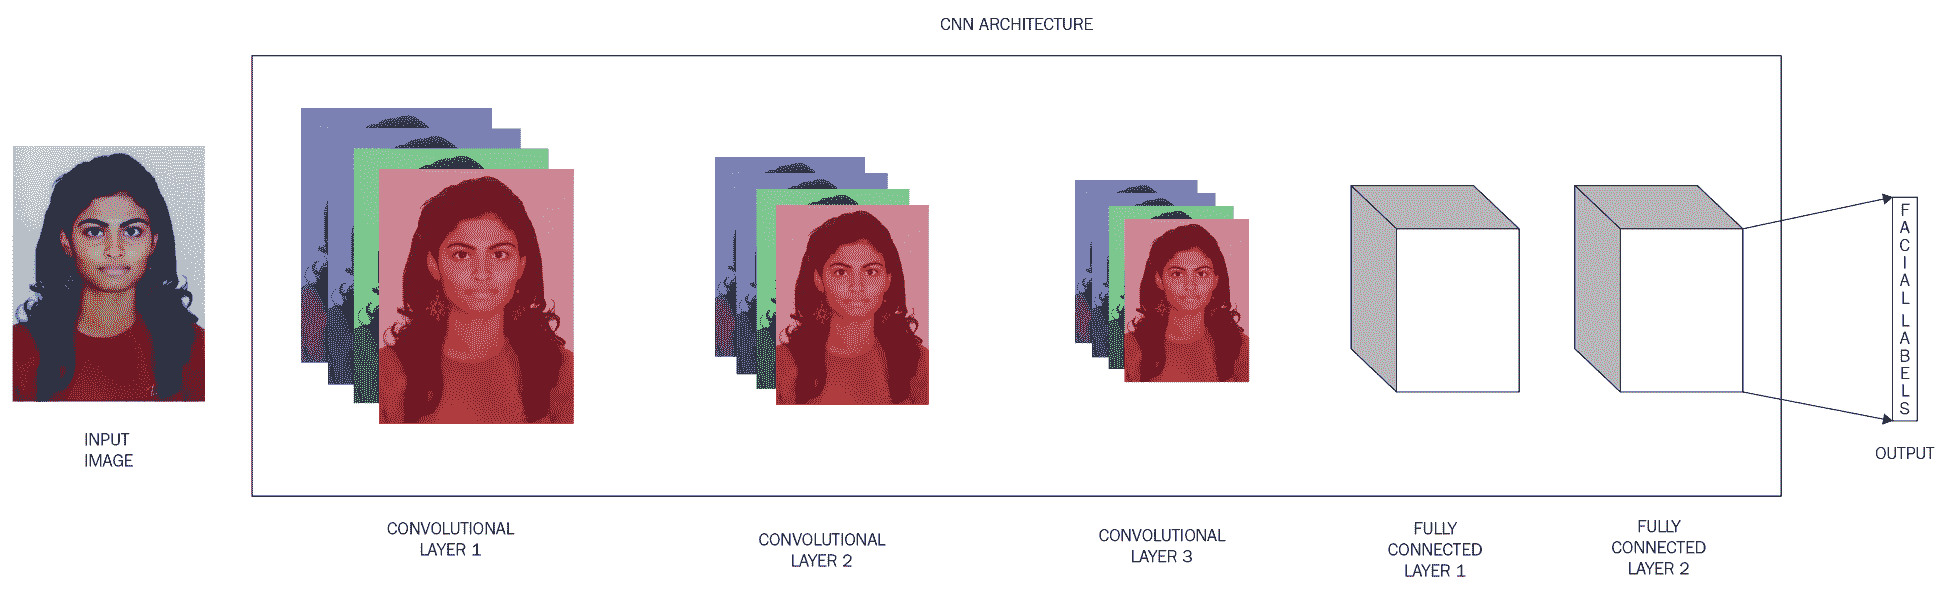 CNN ARCHITECTURE
INPUT
IMAGE
CONVOLUTIONAL
LAYER 1
CONVOLUTIONAL
LAYER 2
CONVOLUTIONAL
LAYER 3
FULLY
CONNECTED
LAYER 1
FULLY
CONNECTED
LAYER 2
FACIAL LABELS
OUTPUT